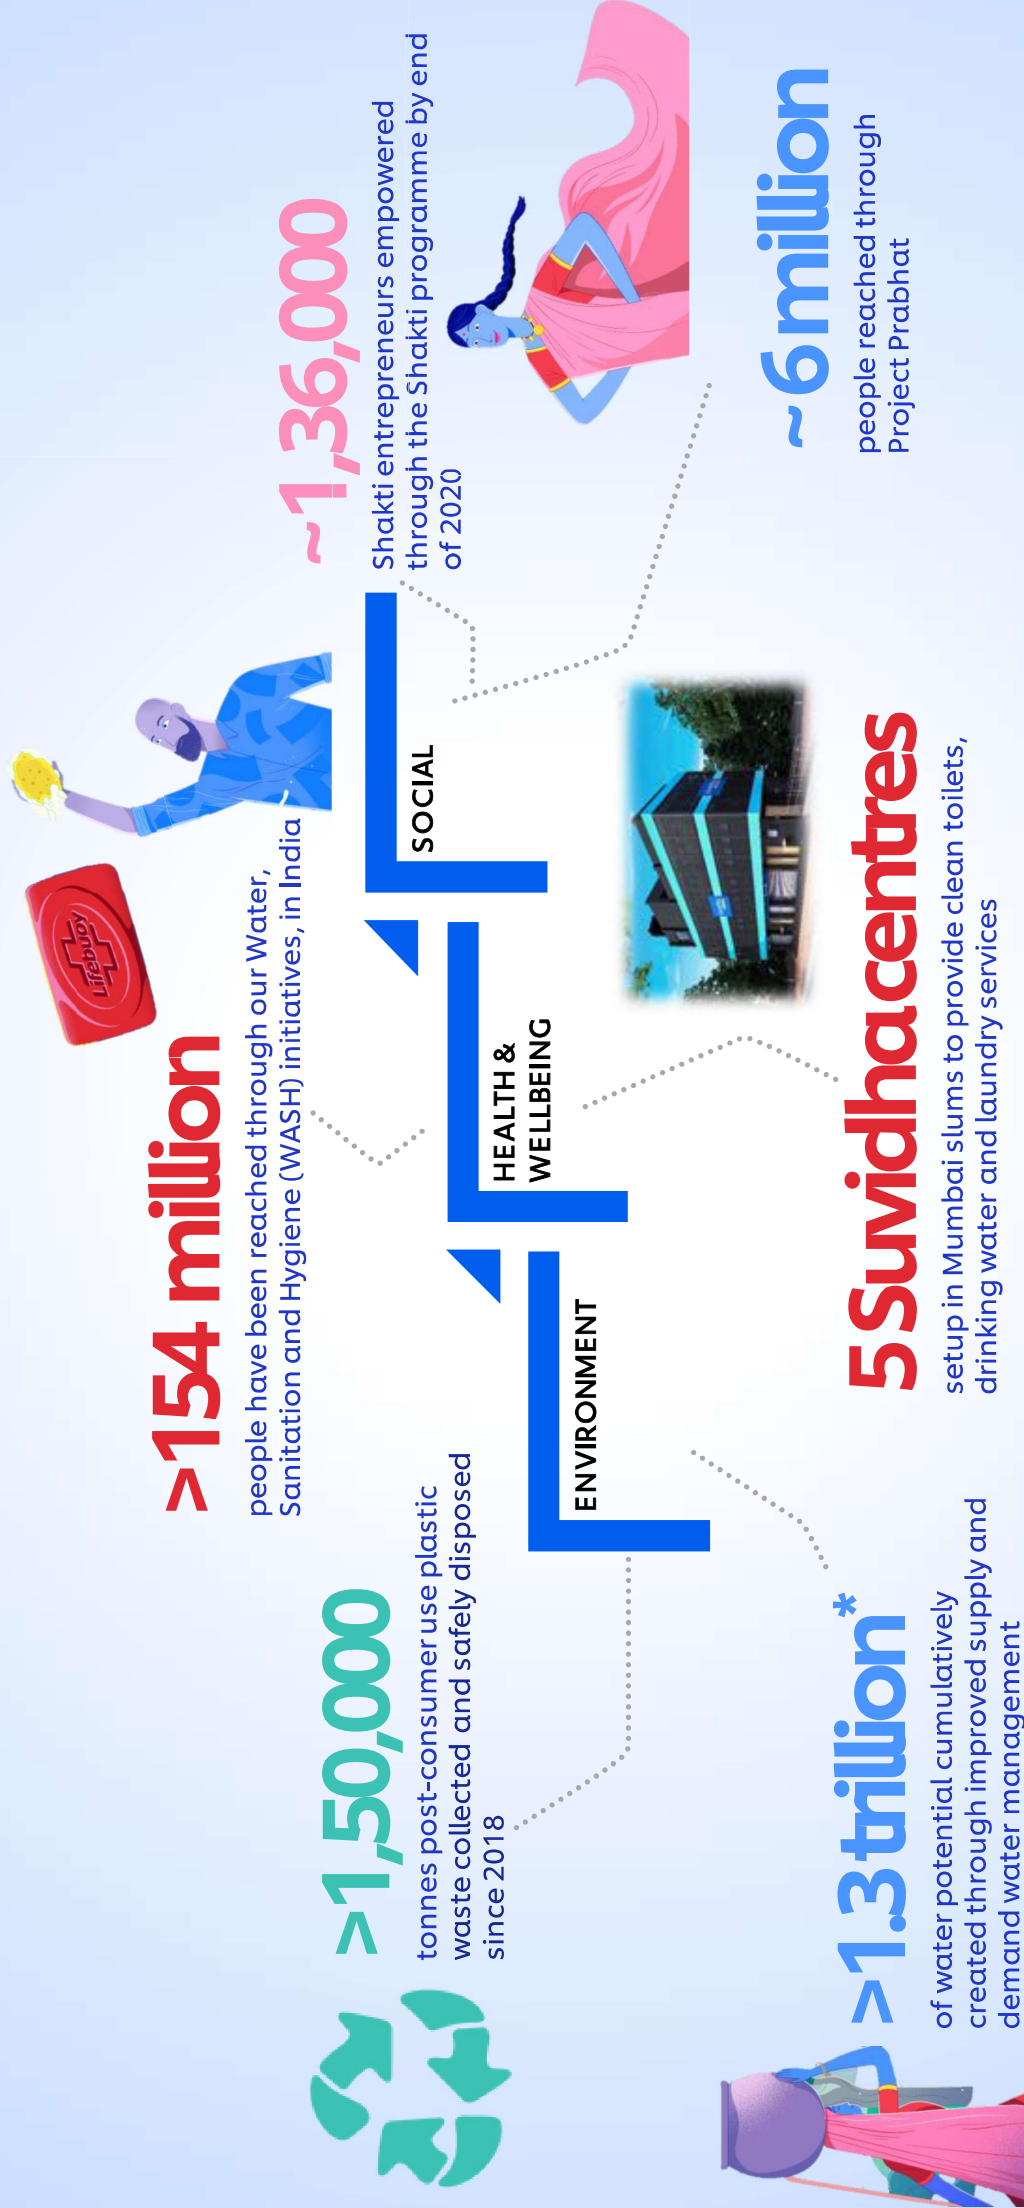 >1,50,000
tonnes post-consumer use plastic
waste collected and safely disposed
since 2018
>1.3 trillion*
of water potential cumulatively
created through improved supply and
demand water management
ENVIRONMENT
>154 million
people have been reached through our Water,
Sanitation and Hygiene (WASH) initiatives, in India
Lifebuoy
HEALTH &
WELLBEING
5 Suvidha centres
setup in Mumbai slums to provide clean toilets,
drinking water and laundry services
SOCIAL
~1,36,000
Shakti entrepreneurs empowered
through the Shakti programme by end
of 2020
~ 6 million
people reached through
Project Prabhat